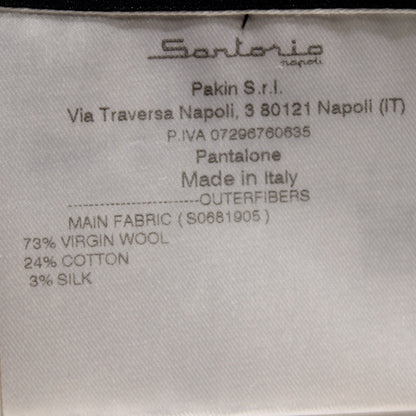 Sartorio
napoli
Pakin S.r.l.
Via Traversa Napoli, 3 80121 Napoli (IT)
P.IVA 07296760635
Pantalone
Made in Italy
----------------------OUTERFIBERS
MAIN FABRIC ( S0681905 )
73% VIRGIN WOOL
24% COTTON
3% SILK